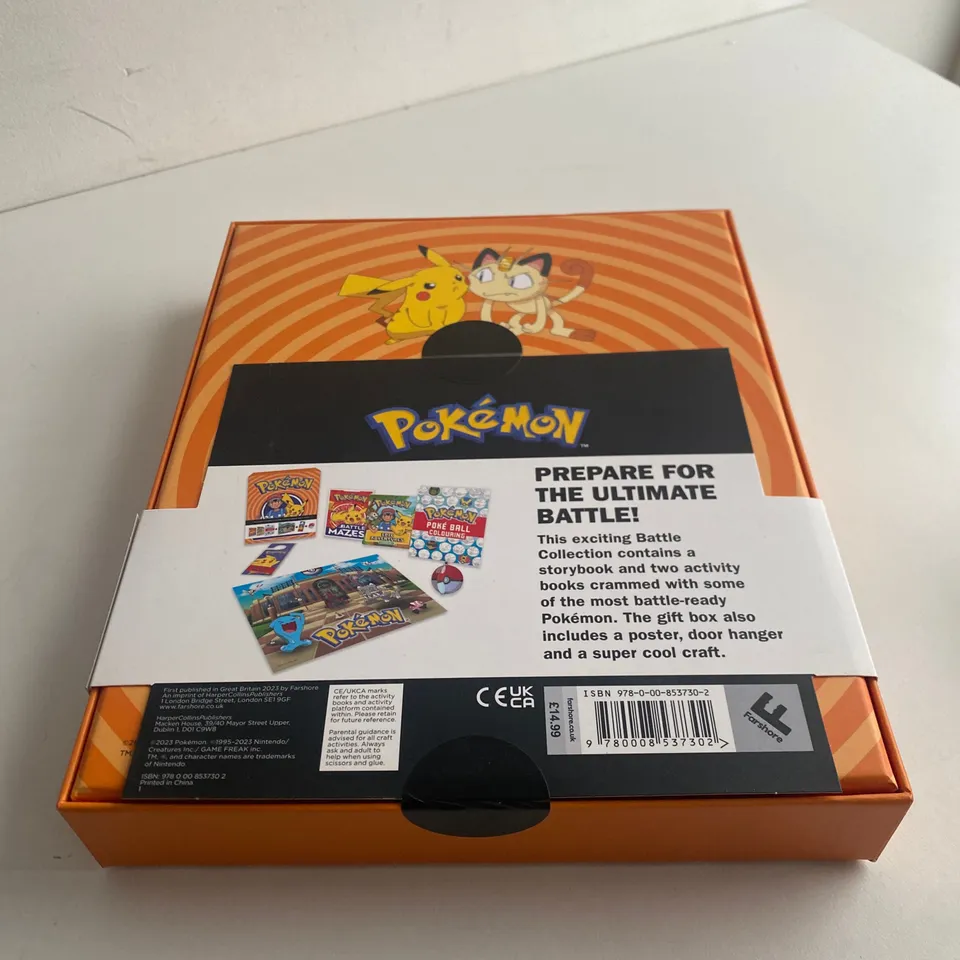 POKÉMON
™
PREPARE FOR
THE ULTIMATE
BATTLE!
This exciting Battle
Collection contains a
storybook and two activity
books crammed with some
of the most battle-ready
Pokémon. The gift box also
includes a poster, door hanger
and a super cool craft.
POKÉMON
POKÉMON
BATTLE
MAZES
POKÉMON
POKÉMON
POKÉ BALL
COLOURING
POKÉMON
First published in Great Britain 2023 by Farshore
An imprint of HarperCollinsPublishers
1 London Bridge Street, London SE1 9GF
www.farshore.co.uk
HarperCollinsPublishers
Macken House, 39/40 Mayor Street Upper,
Dublin 1, D01 C9W8
©2023 Pokémon. ©1995-2023 Nintendo/
Creatures Inc./ GAME FREAK inc.
TM, ®, and character names are trademarks
of Nintendo.
ISBN: 978 0 00 853730 2
Printed in China
1
CE/UKCA marks
refer to the activity
books and activity
platform contained
within. Please retain
for future reference.
Parental guidance is
advised for all craft
activities. Always
ask and adult to
help when using
scissors and glue.
CE UK
CA
£14.99
farshore.co.uk
ISBN 978-0-00-853730-2
9 780008 537302 >
F
Farshore